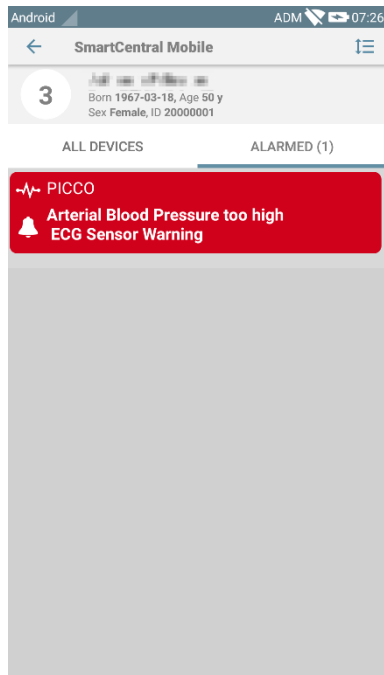 Android ADM 07:26
SmartCentral Mobile
3
Born 1967-03-18, Age 50 y
Sex Female, ID 20000001
ALL DEVICES ALARMED (1)
PICCO
Arterial Blood Pressure too high
ECG Sensor Warning